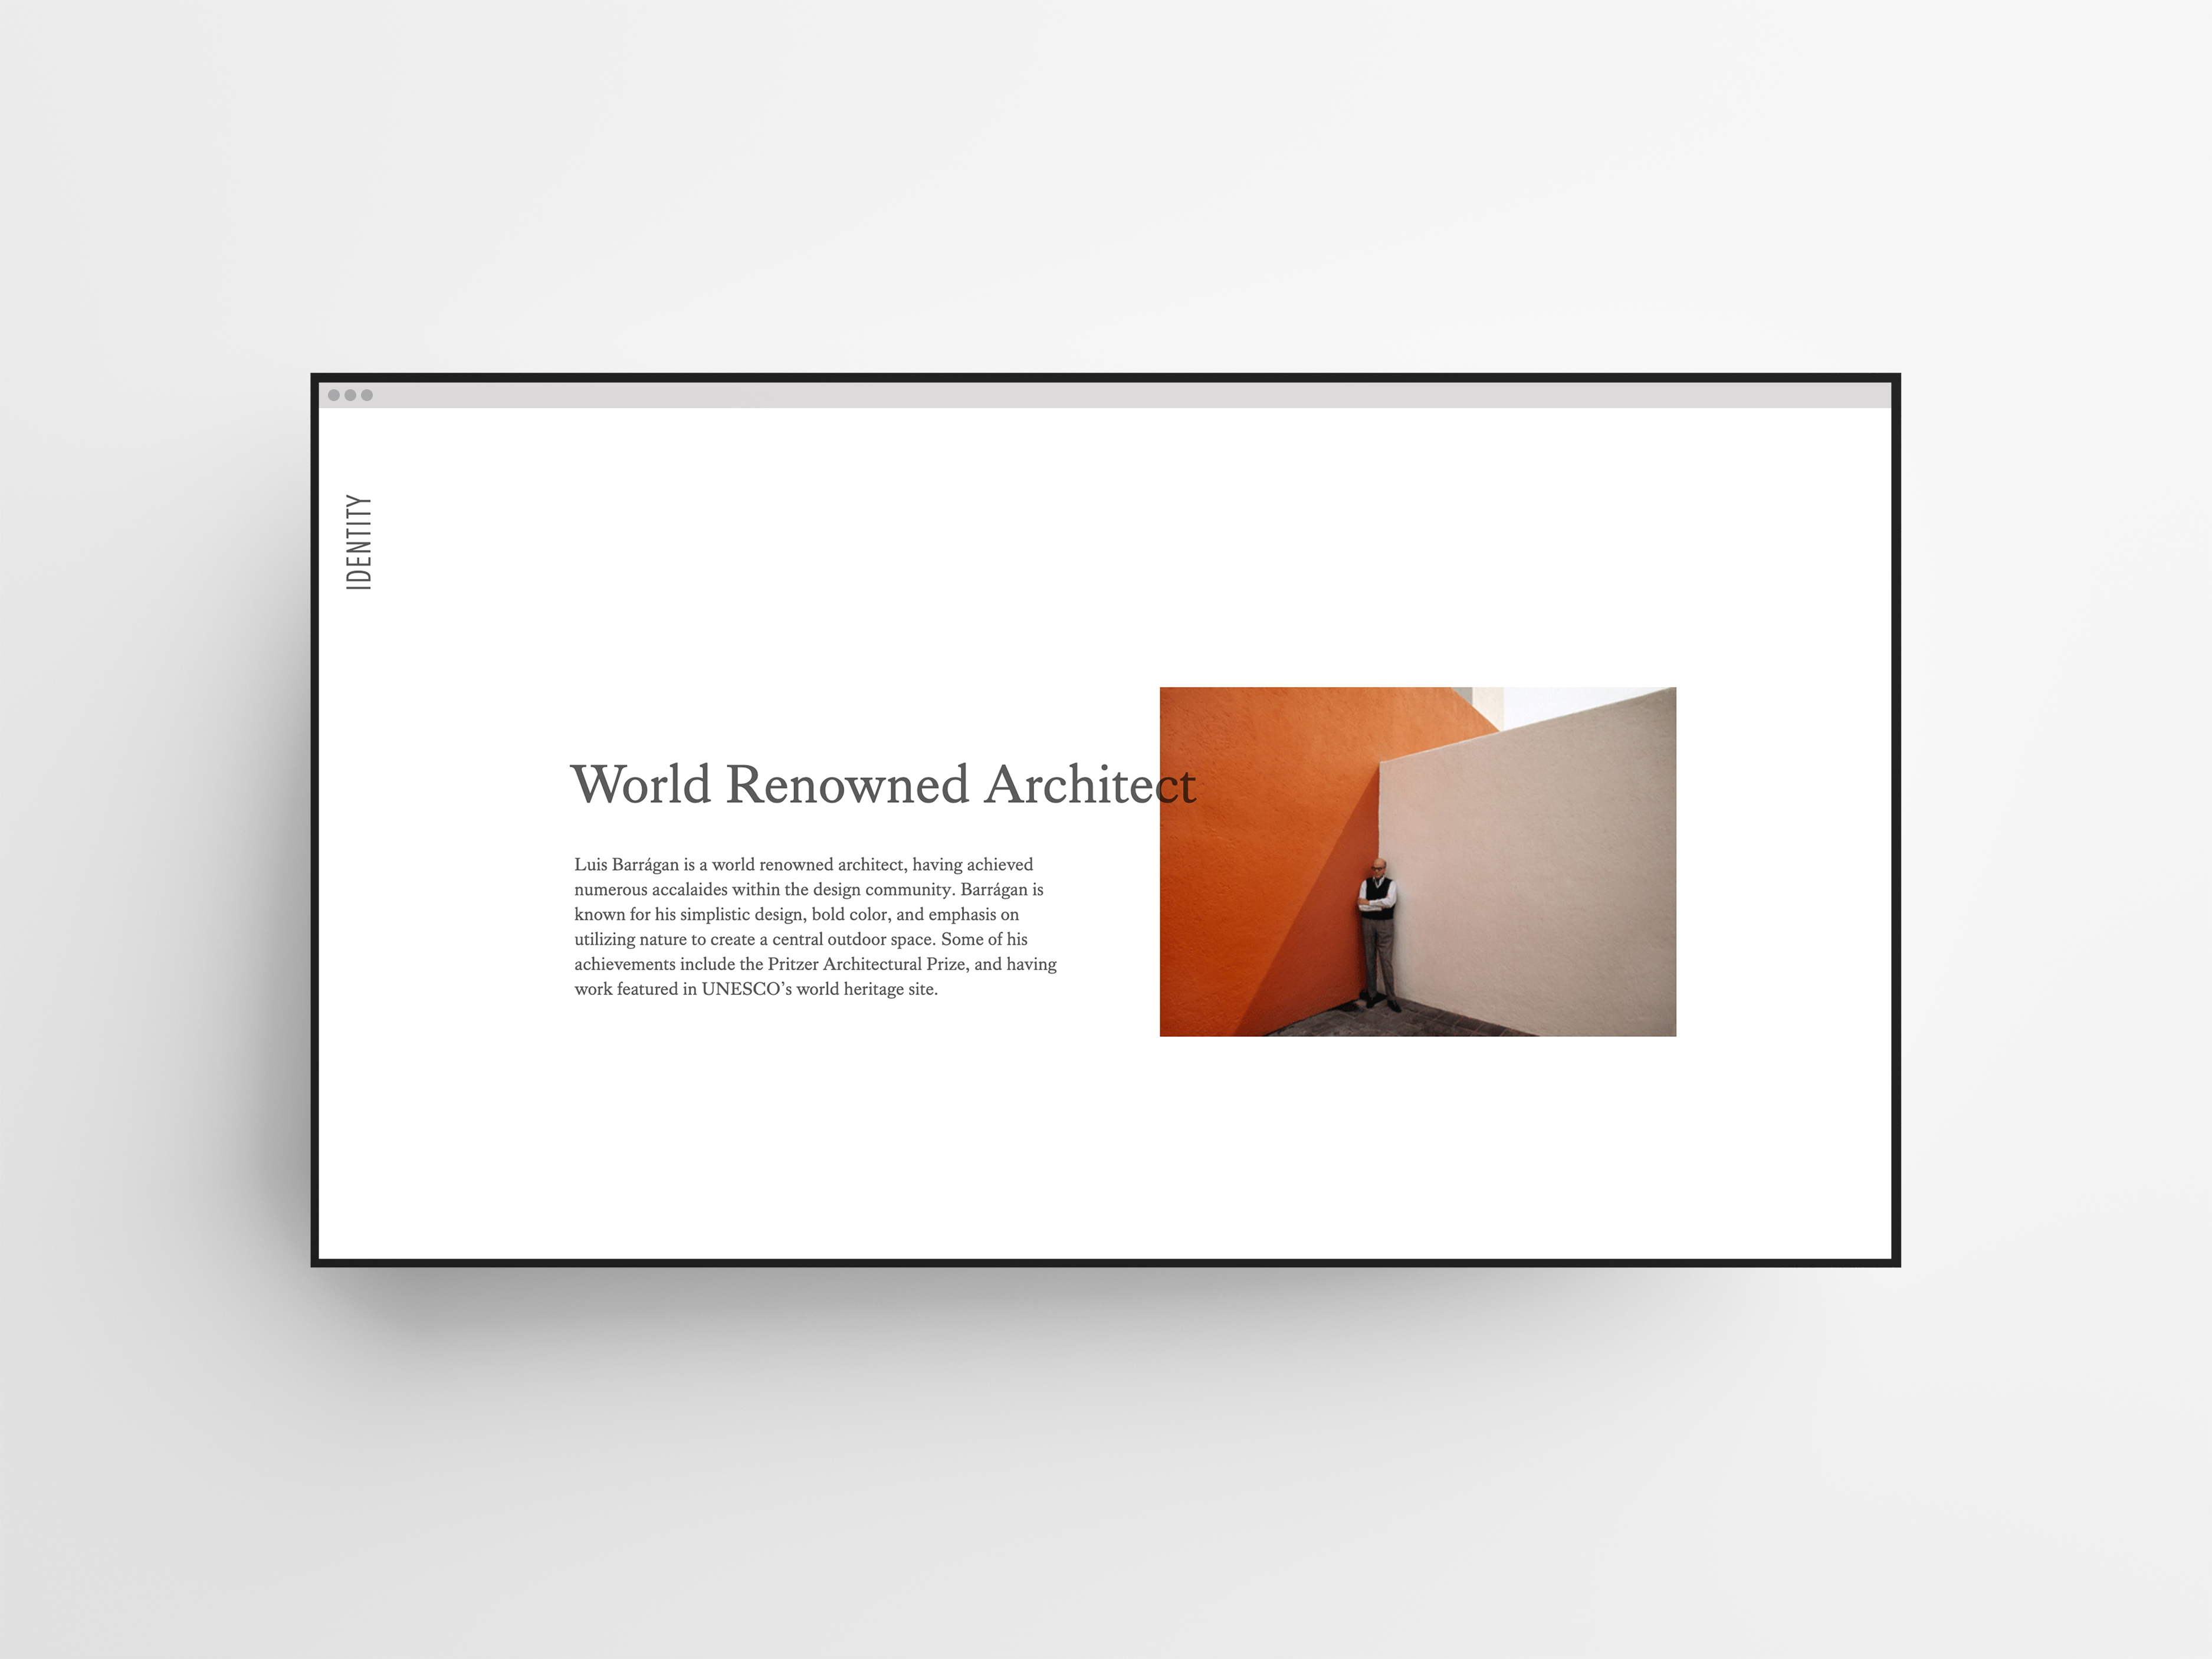 IDENTITY
World Renowned Architect
Luis Barrágan is a world renowned architect, having achieved
numerous accalaides within the design community. Barrágan is
known for his simplistic design, bold color, and emphasis on
utilizing nature to create a central outdoor space. Some of his
achievements include the Pritzer Architectural Prize, and having
work featured in UNESCO’s world heritage site.